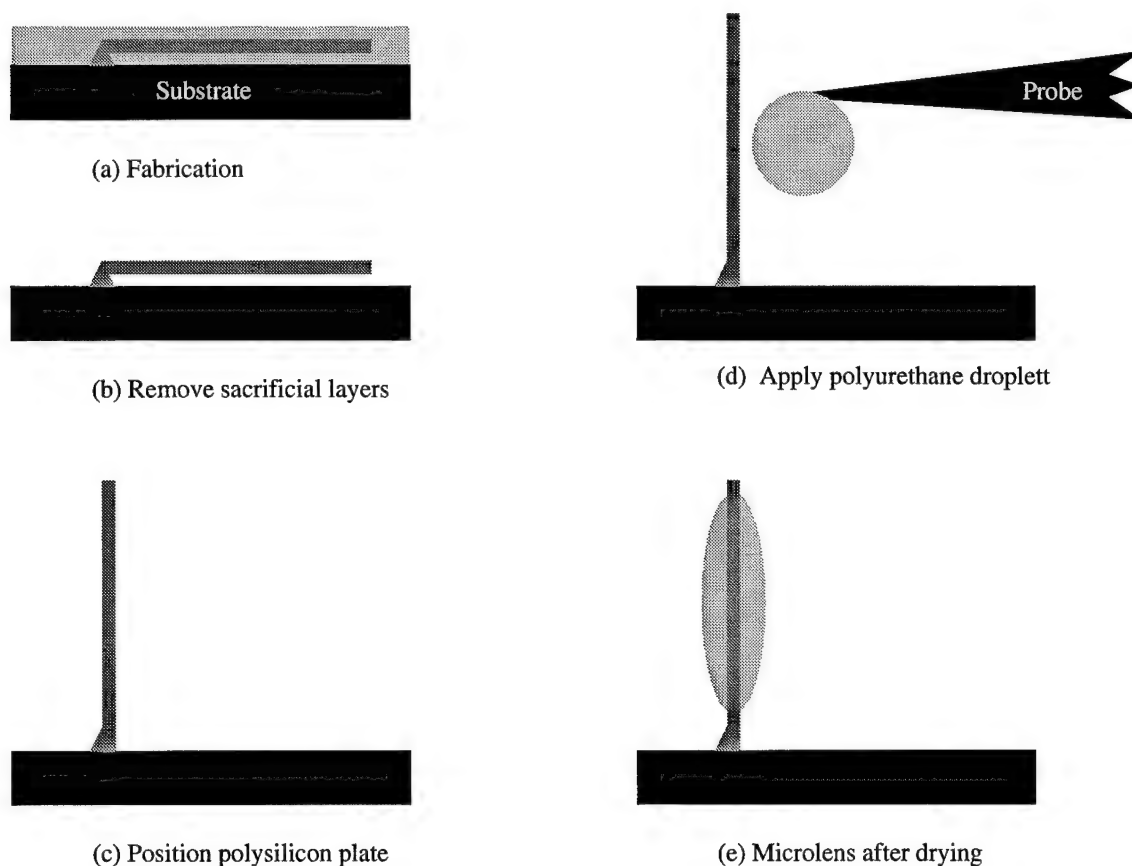 Substrate
(a) Fabrication
(b) Remove sacrificial layers
(c) Position polysilicon plate
Probe
(d) Apply polyurethane droplett
(e) Microlens after drying